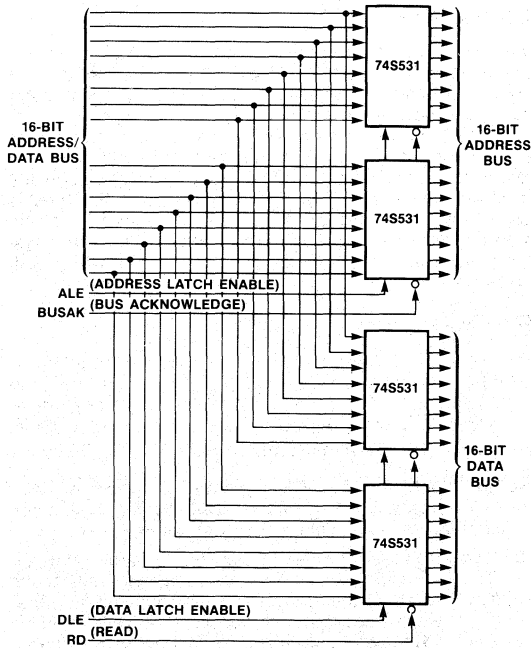 74S531
16-BIT
ADDRESS/
DATA BUS
16-BIT
ADDRESS
BUS
74S531
(ADDRESS LATCH ENABLE)
ALE
(BUS ACKNOWLEDGE)
BUSAK
74S531
16-BIT
DATA
BUS
74S531
(DATA LATCH ENABLE)
DLE
(READ)
RD